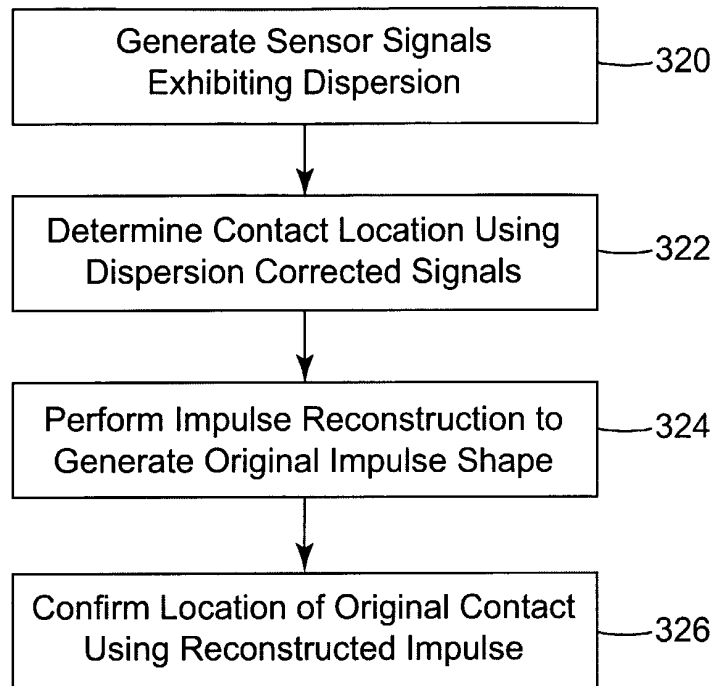 Generate Sensor Signals
Exhibiting Dispersion
320
Determine Contact Location Using
Dispersion Corrected Signals
322
Perform Impulse Reconstruction to
Generate Original Impulse Shape
324
Confirm Location of Original Contact
Using Reconstructed Impulse
326